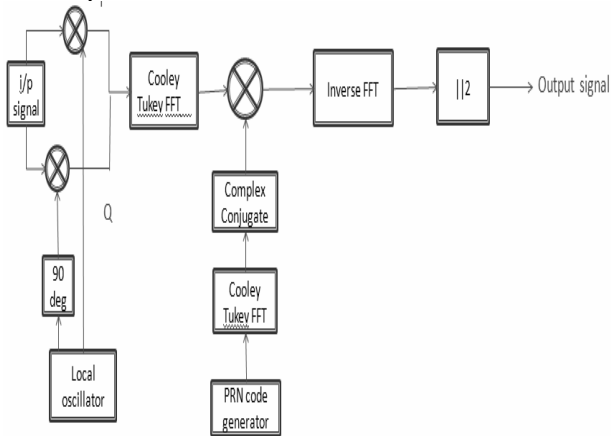 i/p
signal
Cooley
Tukey FFT
Inverse FFT
||2
Output signal
Complex
Conjugate
Q
90
deg
Cooley
Tukey FFT
Local
oscillator
PRN code
generator